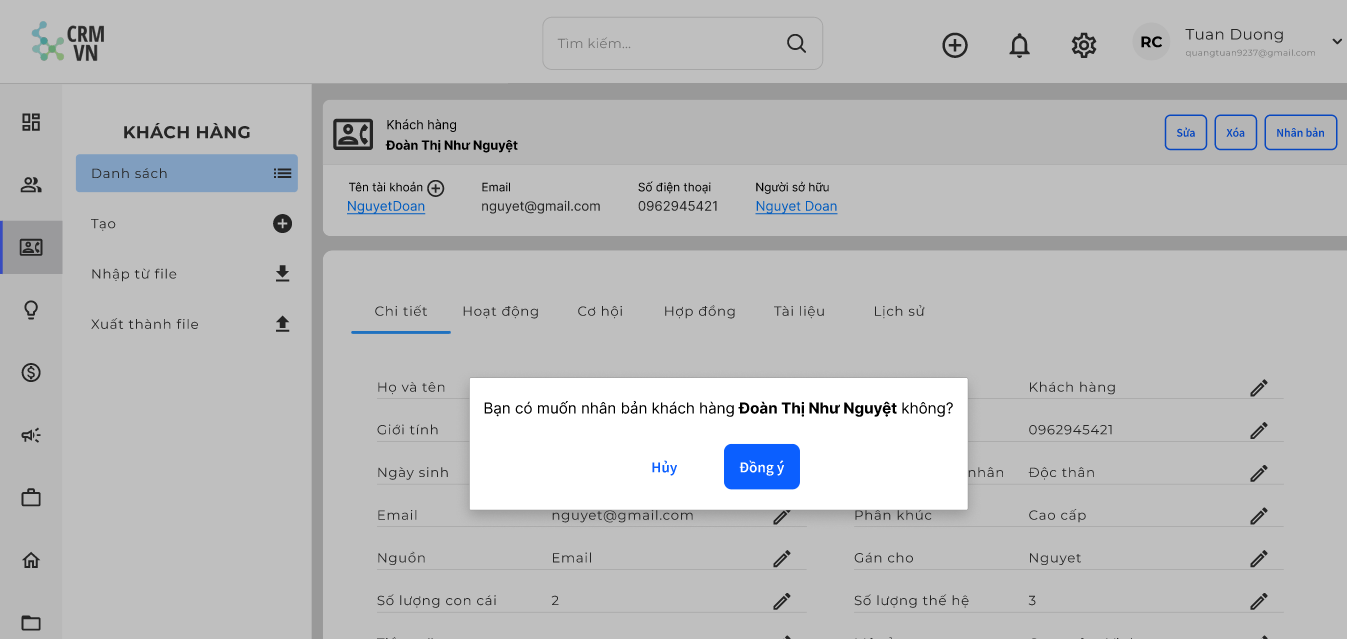 CRM
VN
Tìm kiếm...
RC
Tuan Duong
quangtuan9237@gmail.com
KHÁCH HÀNG
Danh sách
Tạo
Nhập từ file
Xuất thành file
Khách hàng
Đoàn Thị Như Nguyệt
Sửa
Xóa
Nhân bản
Tên tài khoản
Email
Số điện thoại
Người sở hữu
NguyetDoan
nguyet@gmail.com
0962945421
Nguyet Doan
Chi tiết
Hoạt động
Cơ hội
Hợp đồng
Tài liệu
Lịch sử
Họ và tên
Khách hàng
Bạn có muốn nhân bản khách hàng Đoàn Thị Như Nguyệt không?
Giới tính
0962945421
Hủy
Đồng ý
Ngày sinh
nhân
Độc thân
Email
nguyet@gmail.com
Phân khúc
Cao cấp
Nguồn
Email
Gán cho
Nguyet
Số lượng con cái
2
Số lượng thế hệ
3